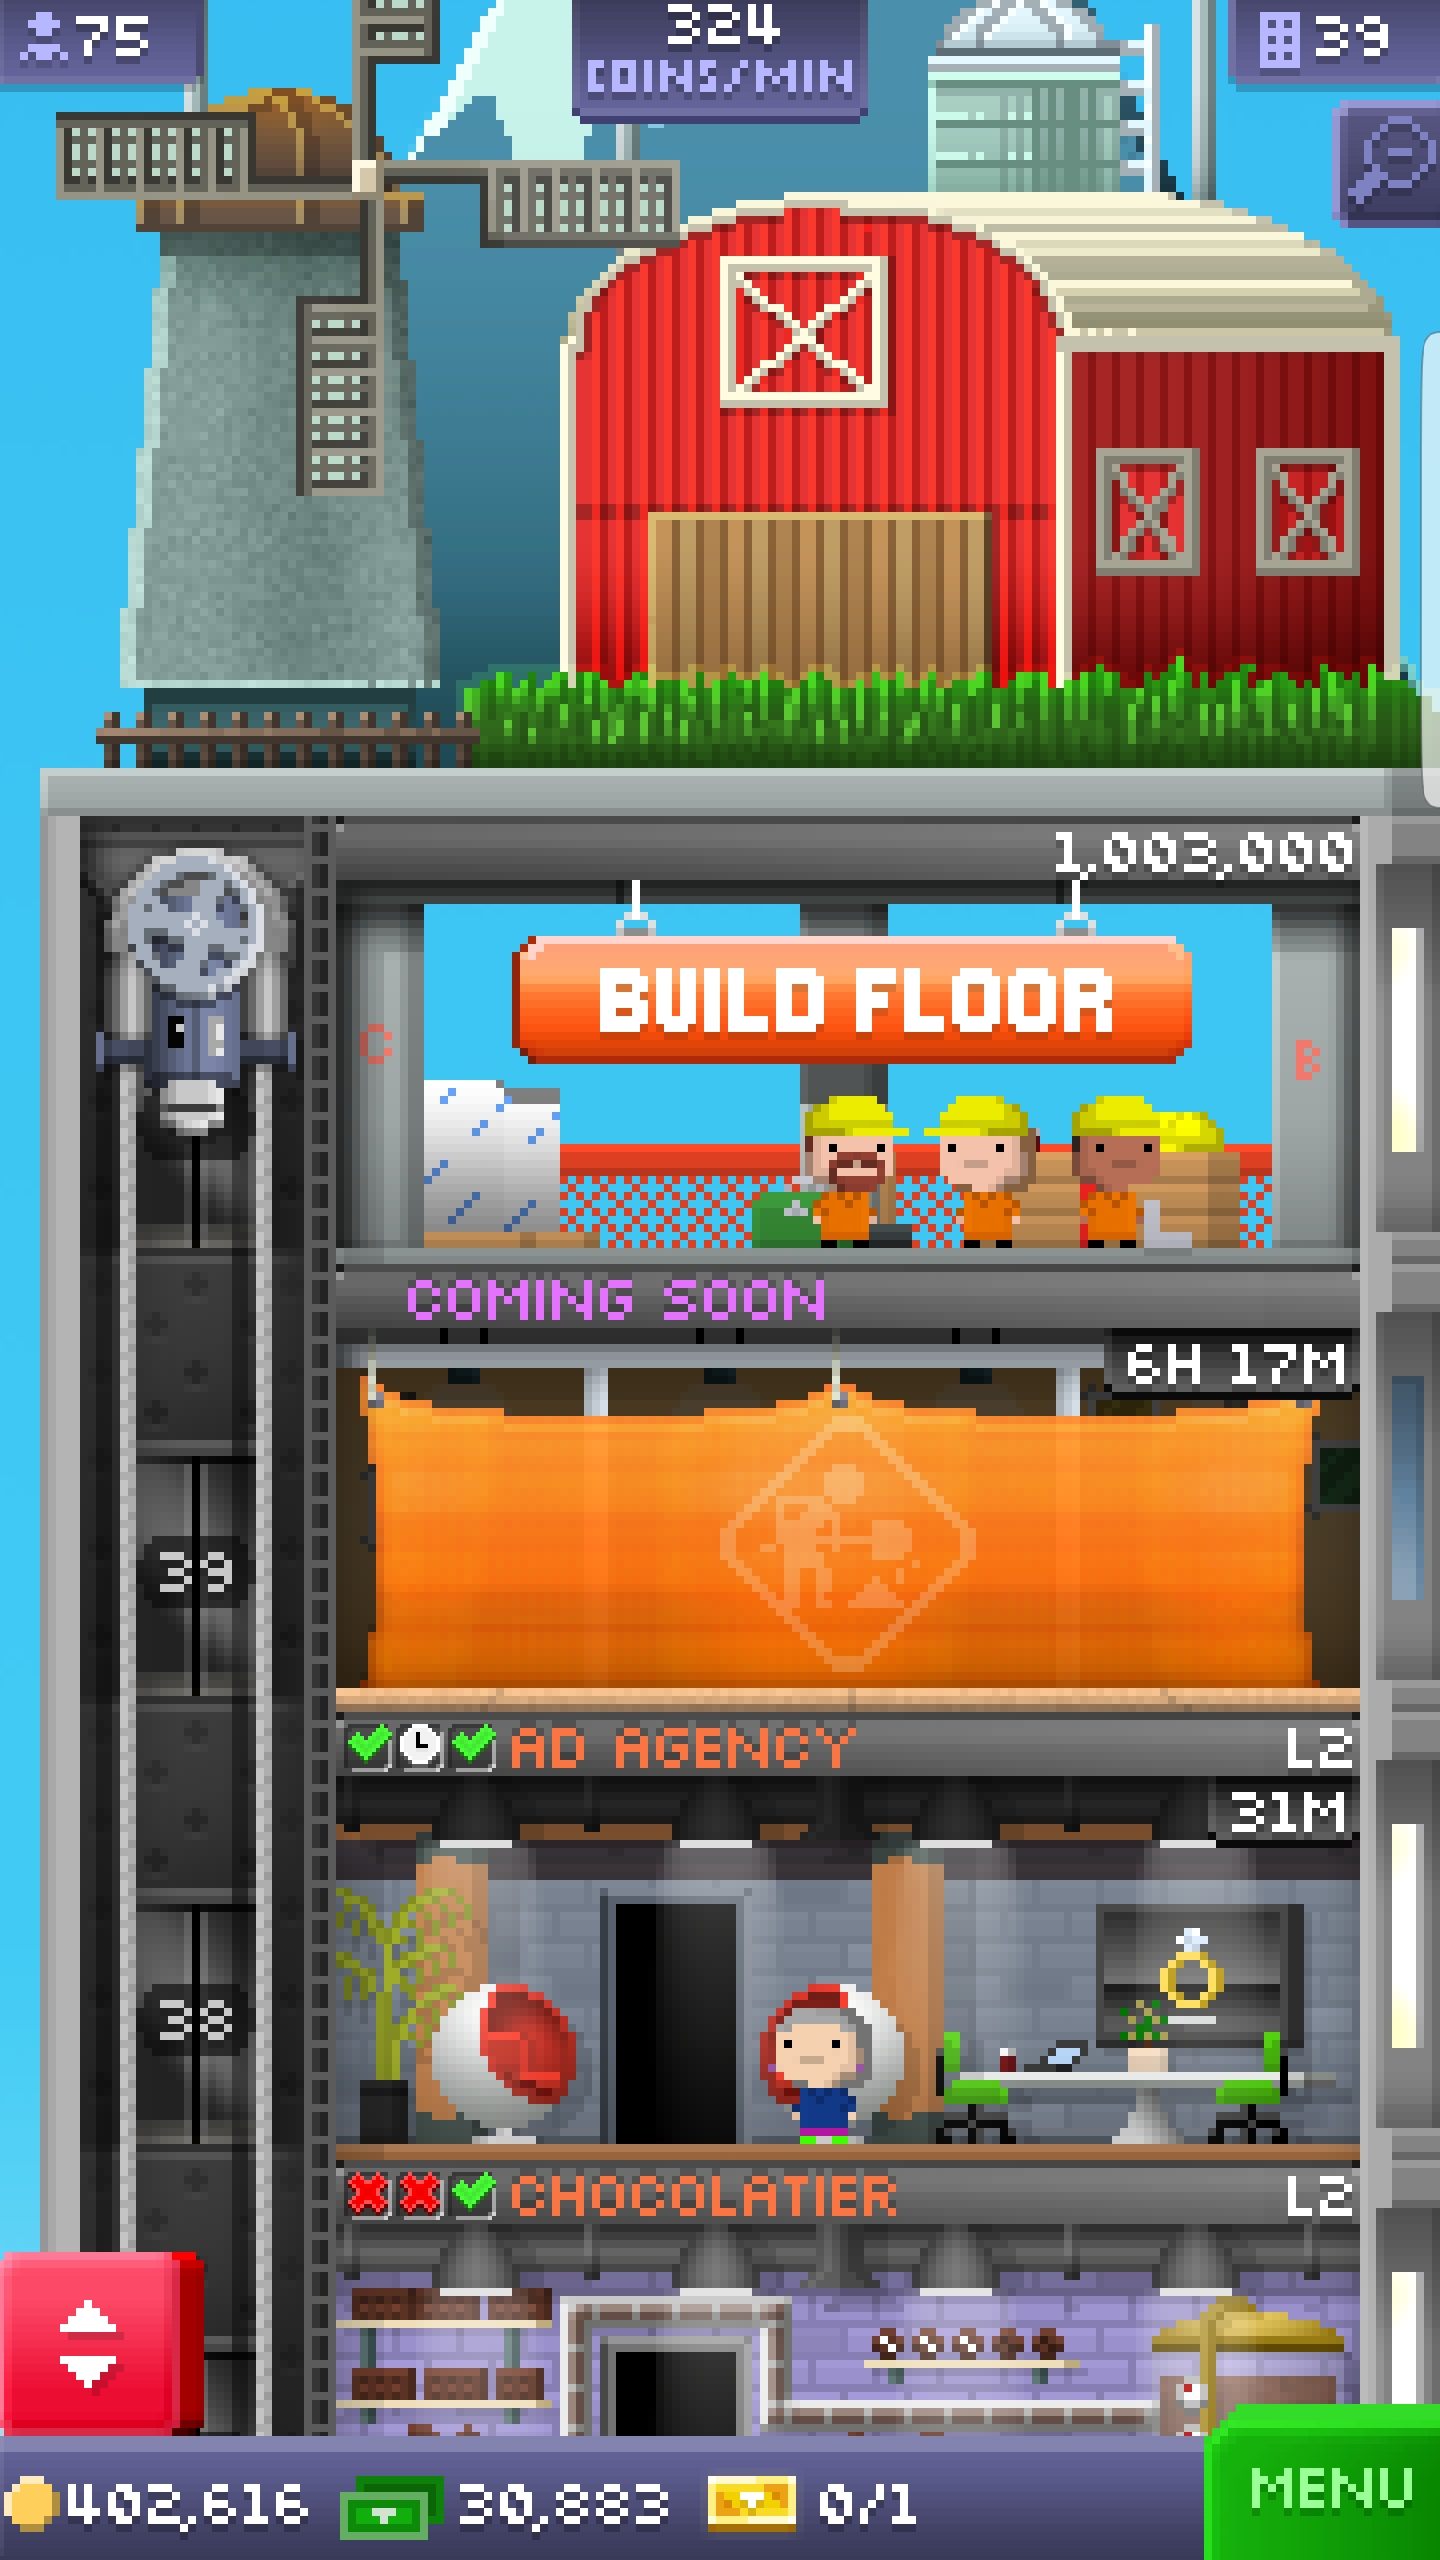 75
324
COINS/MIN
39
1,003,000
C
BUILD FLOOR
B
COMING SOON
6H 17M
39
AD AGENCY L2
31M
38
CHOCOLATIER L2
402,616 30,883 0/1
MENU